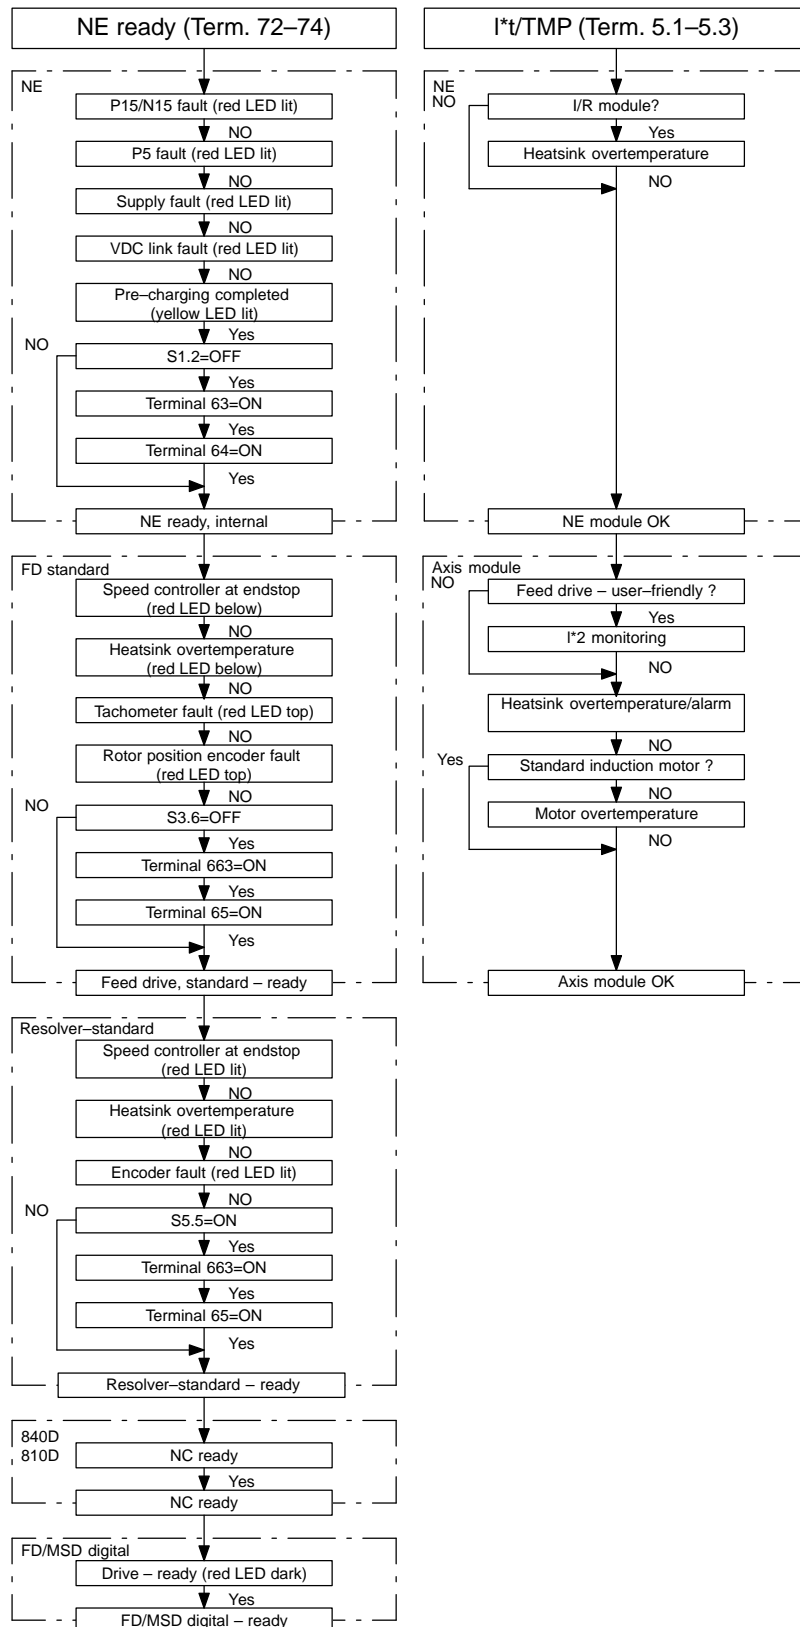 NE ready (Term. 72–74)
NE
P15/N15 fault (red LED lit)
NO
P5 fault (red LED lit)
NO
Supply fault (red LED lit)
NO
VDC link fault (red LED lit)
NO
Pre–charging completed
(yellow LED lit)
Yes
NO
S1.2=OFF
Yes
Terminal 63=ON
Yes
Terminal 64=ON
Yes
NE ready, internal
FD standard
Speed controller at endstop
(red LED below)
NO
Heatsink overtemperature
(red LED below)
NO
Tachometer fault (red LED top)
NO
Rotor position encoder fault
(red LED top)
NO
NO
S3.6=OFF
Yes
Terminal 663=ON
Yes
Terminal 65=ON
Yes
Feed drive, standard – ready
Resolver–standard
Speed controller at endstop
(red LED lit)
NO
Heatsink overtemperature
(red LED lit)
NO
Encoder fault (red LED lit)
NO
NO
S5.5=ON
Yes
Terminal 663=ON
Yes
Terminal 65=ON
Yes
Resolver–standard – ready
840D
810D
NC ready
Yes
NC ready
FD/MSD digital
Drive – ready (red LED dark)
Yes
FD/MSD digital – ready
I*t/TMP (Term. 5.1–5.3)
NE
NO
I/R module?
Yes
Heatsink overtemperature
NO
NE module OK
Axis module
NO
Feed drive – user–friendly ?
Yes
I*2 monitoring
NO
Heatsink overtemperature/alarm
NO
Yes
Standard induction motor ?
NO
Motor overtemperature
NO
Axis module OK